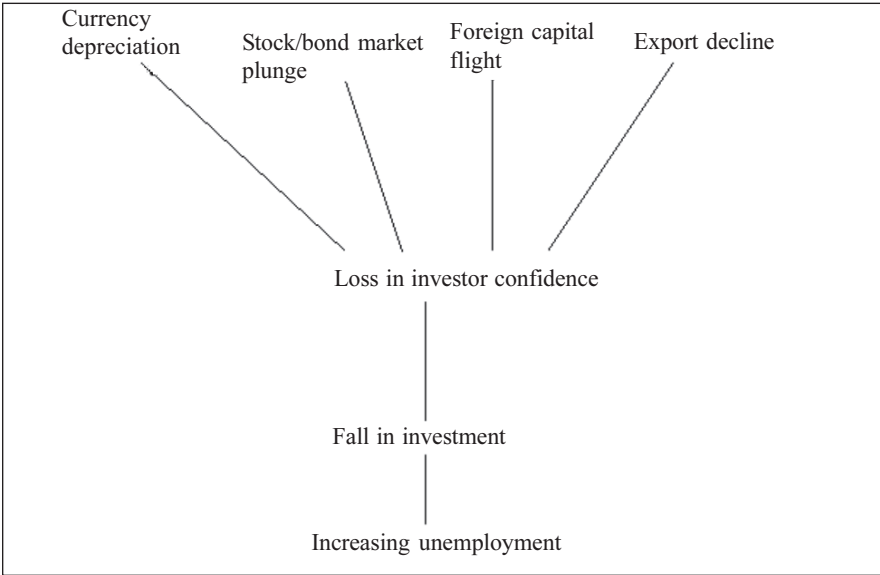 Currency
depreciation
Stock/bond market
plunge
Foreign capital
flight
Export decline
Loss in investor confidence
Fall in investment
Increasing unemployment